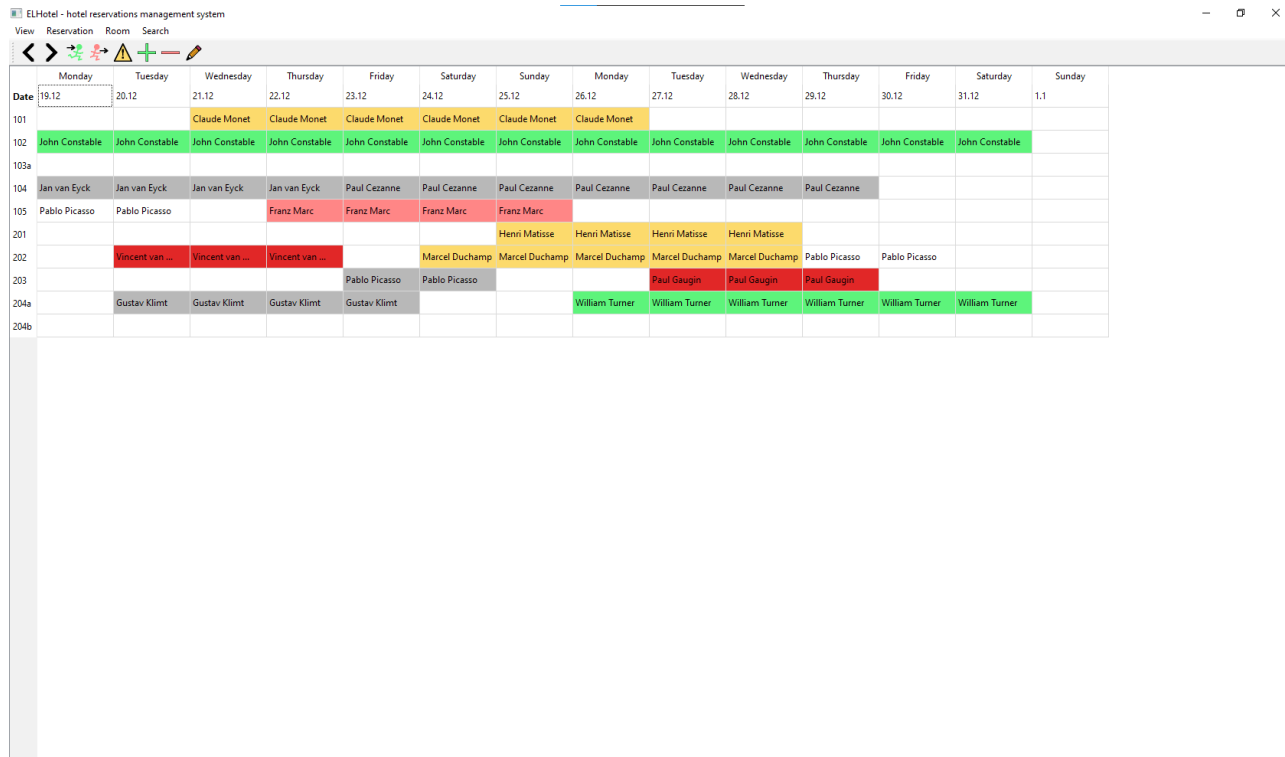 ELHotel - hotel reservations management system
View Reservation Room Search
Monday Tuesday Wednesday Thursday Friday Saturday Sunday Monday Tuesday Wednesday Thursday Friday Saturday Sunday
Date 19.12 20.12 21.12 22.12 23.12 24.12 25.12 26.12 27.12 28.12 29.12 30.12 31.12 1.1
101 Claude Monet Claude Monet Claude Monet Claude Monet Claude Monet Claude Monet
102 John Constable John Constable John Constable John Constable John Constable John Constable John Constable John Constable John Constable John Constable John Constable John Constable John Constable
103a
104 Jan van Eyck Jan van Eyck Jan van Eyck Jan van Eyck Paul Cezanne Paul Cezanne Paul Cezanne Paul Cezanne Paul Cezanne Paul Cezanne Paul Cezanne
105 Pablo Picasso Pablo Picasso Franz Marc Franz Marc Franz Marc Franz Marc
201 Henri Matisse Henri Matisse Henri Matisse Henri Matisse
202 Vincent van ... Vincent van ... Vincent van ... Marcel Duchamp Marcel Duchamp Marcel Duchamp Marcel Duchamp Marcel Duchamp Pablo Picasso Pablo Picasso
203 Pablo Picasso Pablo Picasso Paul Gaugin Paul Gaugin Paul Gaugin
204a Gustav Klimt Gustav Klimt Gustav Klimt Gustav Klimt William Turner William Turner William Turner William Turner William Turner William Turner
204b